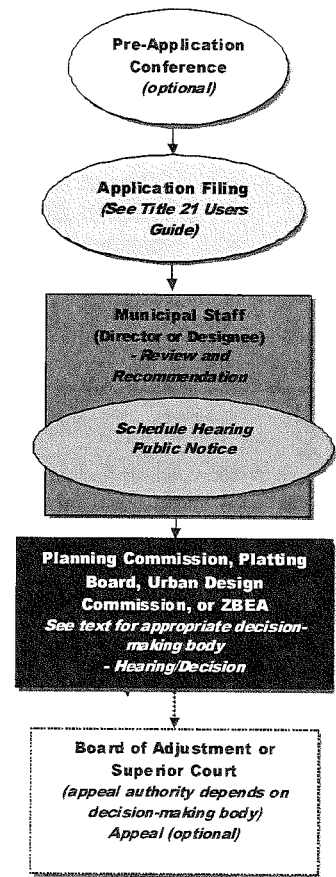 Pre-Application
Conference
(optional)
Application Filing
(See Title 21 Users
Guide)
Municipal Staff
(Director or Designee)
- Review and
Recommendation
Schedule Hearing
Public Notice
Planning Commission, Platting
Board, Urban Design
Commission, or ZBEA
See text for appropriate decision-
making body
- Hearing/Decision
Board of Adjustment or
Superior Court
(appeal authority depends on
decision-making body)
Appeal (optional)